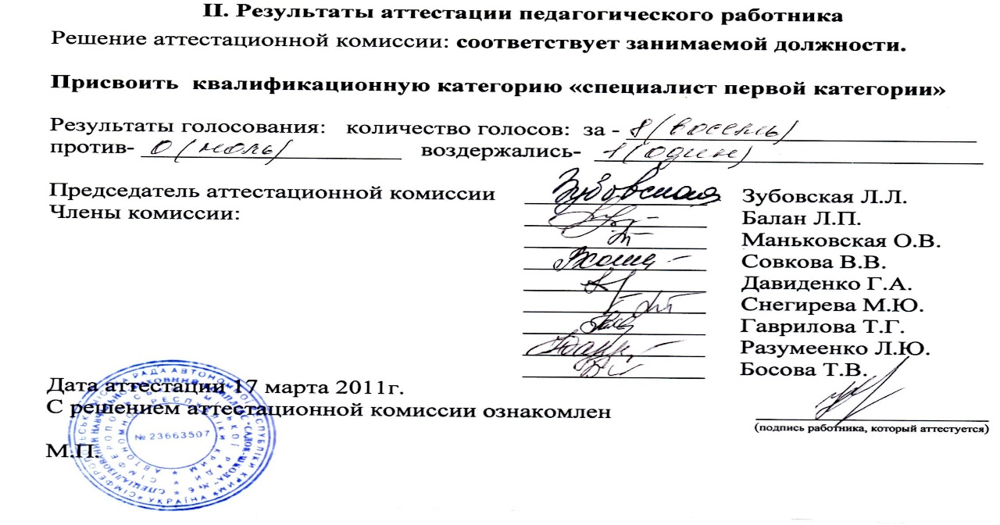 II. Результаты аттестации педагогического работника
Решение аттестационной комиссии: соответствует занимаемой должности.
Присвоить квалификационную категорию «специалист первой категории»
Результаты голосования: количество голосов: за - 8 (восемь)
против- 0 (ноль) воздержались- 1 (один)
Председатель аттестационной комиссии Зубовская Зубовская Л.Л.
Члены комиссии: Балан Л.П.
Маньковская О.В.
Совкова В.В.
Давиденко Г.А.
Снегирева М.Ю.
Гаврилова Т.Г.
Разумеенко Л.Ю.
Босова Т.В.
Дата аттестации 17 марта 2011г.
С решением аттестационной комиссии ознакомлен
(подпись работника, который аттестуется)
М.П.
№ 23663507